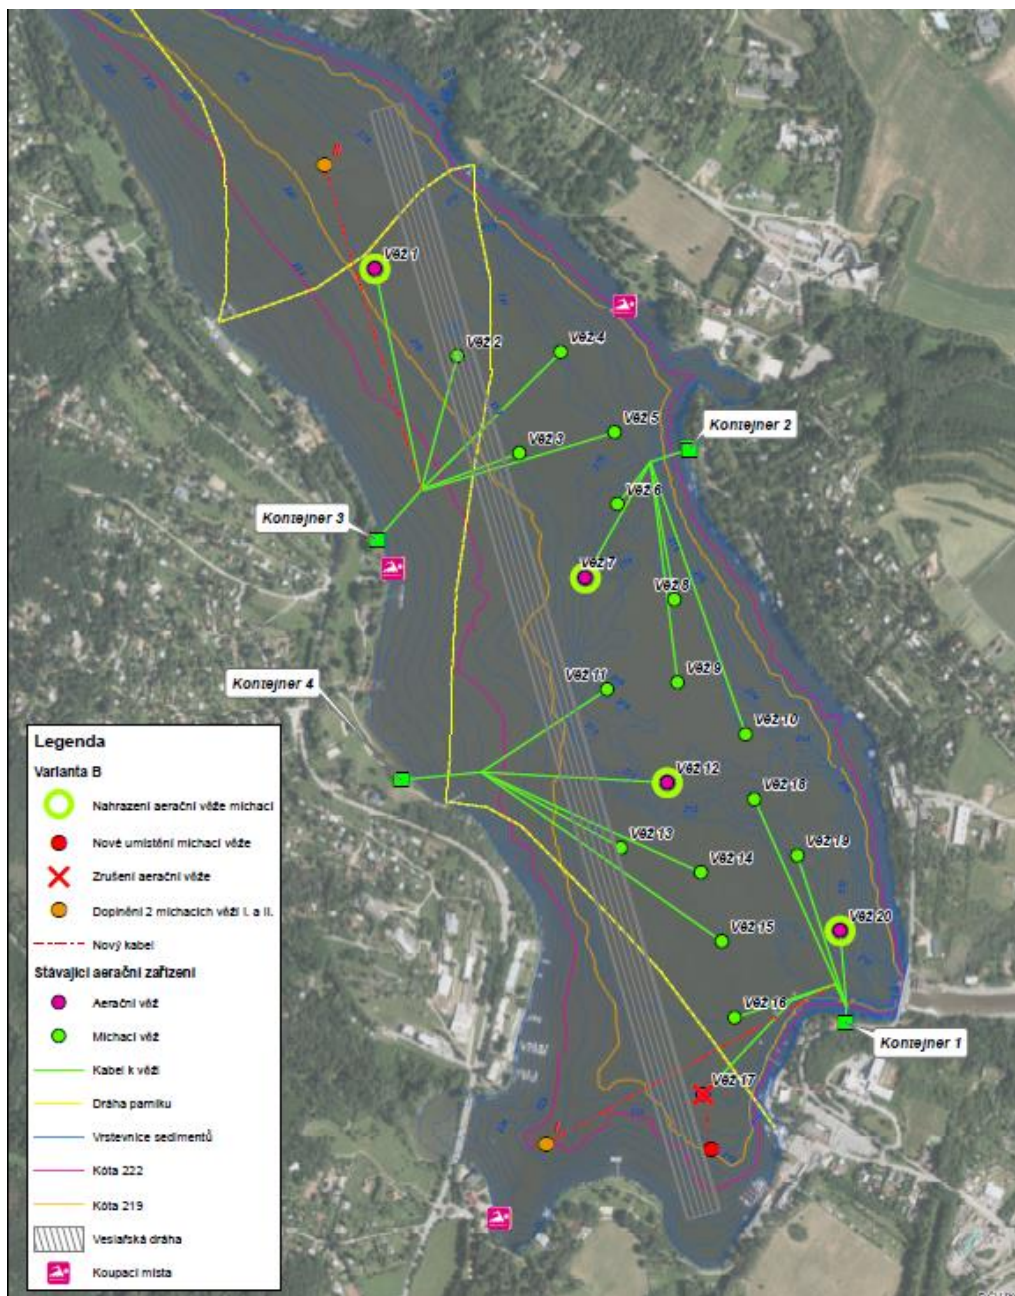 II
Věž 1
Věž 2
Věž 4
Věž 3
Věž 5
Kontejner 2
Věž 6
Kontejner 3
Věž 7
Věž 8
Věž 11
Věž 9
Kontejner 4
Věž 10
Věž 12
Věž 18
Věž 13
Věž 19
Věž 14
Věž 20
Věž 15
Věž 16
Kontejner 1
Věž 17
I
Legenda
Varianta B
Nahrazení aerační věže míchací
Nové umístění míchací věže
Zrušení aerační věže
Doplnění 2 míchacích věží I. a II.
Nový kabel
Stávající aerační zařízení
Aerační věž
Míchací věž
Kabel k věži
Dráha parníku
Vrstevnice sedimentů
Kóta 222
Kóta 219
Veslařská dráha
Koupací místa